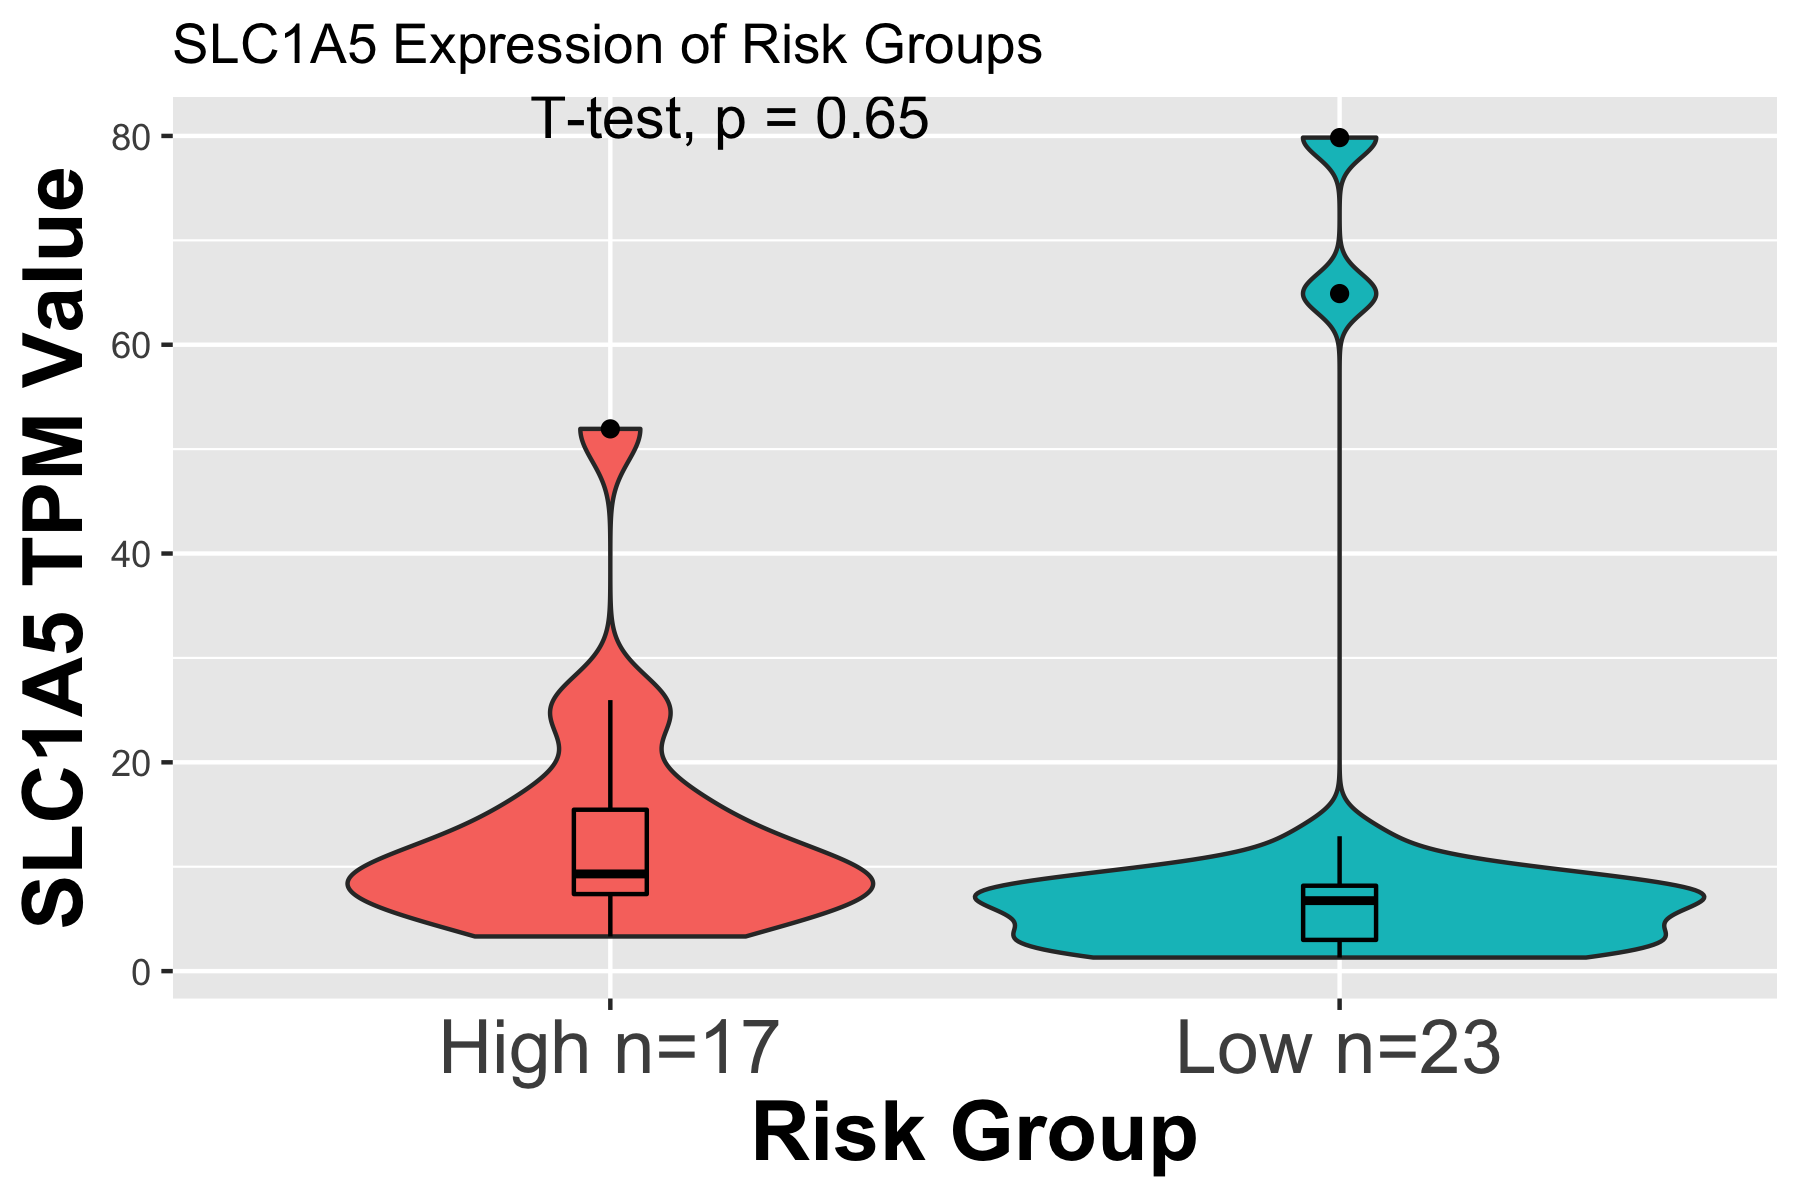 SLC1A5 Expression of Risk Groups
T-test, p = 0.65
SLC1A5 TPM Value
80
60
40
20
0
High n=17
Low n=23
Risk Group